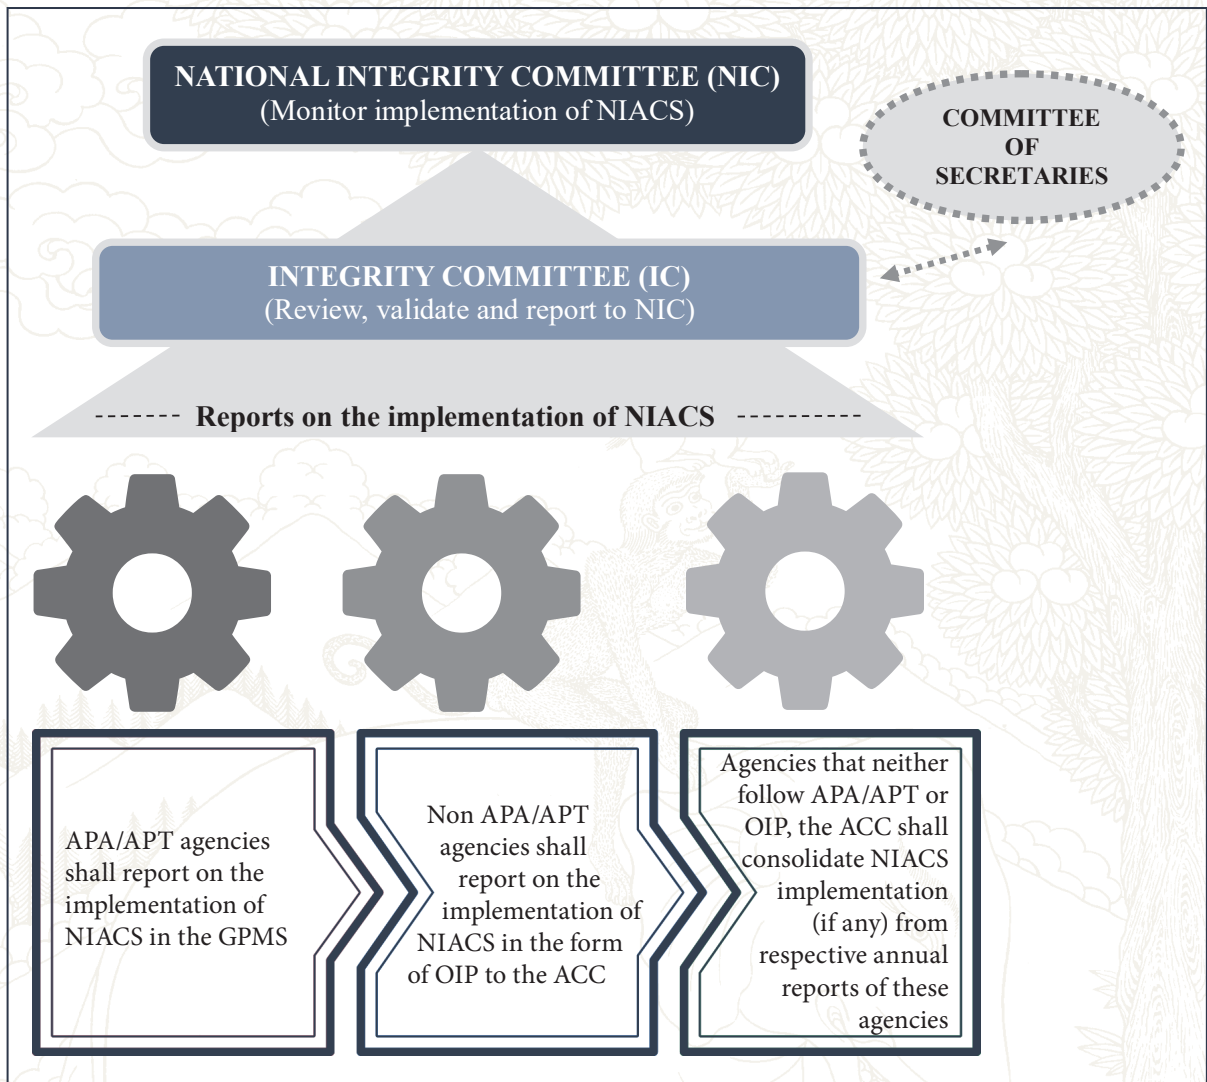 NATIONAL INTEGRITY COMMITTEE (NIC)
(Monitor implementation of NIACS)
COMMITTEE
OF
SECRETARIES
INTEGRITY COMMITTEE (IC)
(Review, validate and report to NIC)
Reports on the implementation of NIACS
APA/APT agencies
shall report on the
implementation of
NIACS in the GPMS
Non APA/APT
agencies shall
report on the
implementation of
NIACS in the form
of OIP to the ACC
Agencies that neither
follow APA/APT or
OIP, the ACC shall
consolidate NIACS
implementation
(if any) from
respective annual
reports of these
agencies